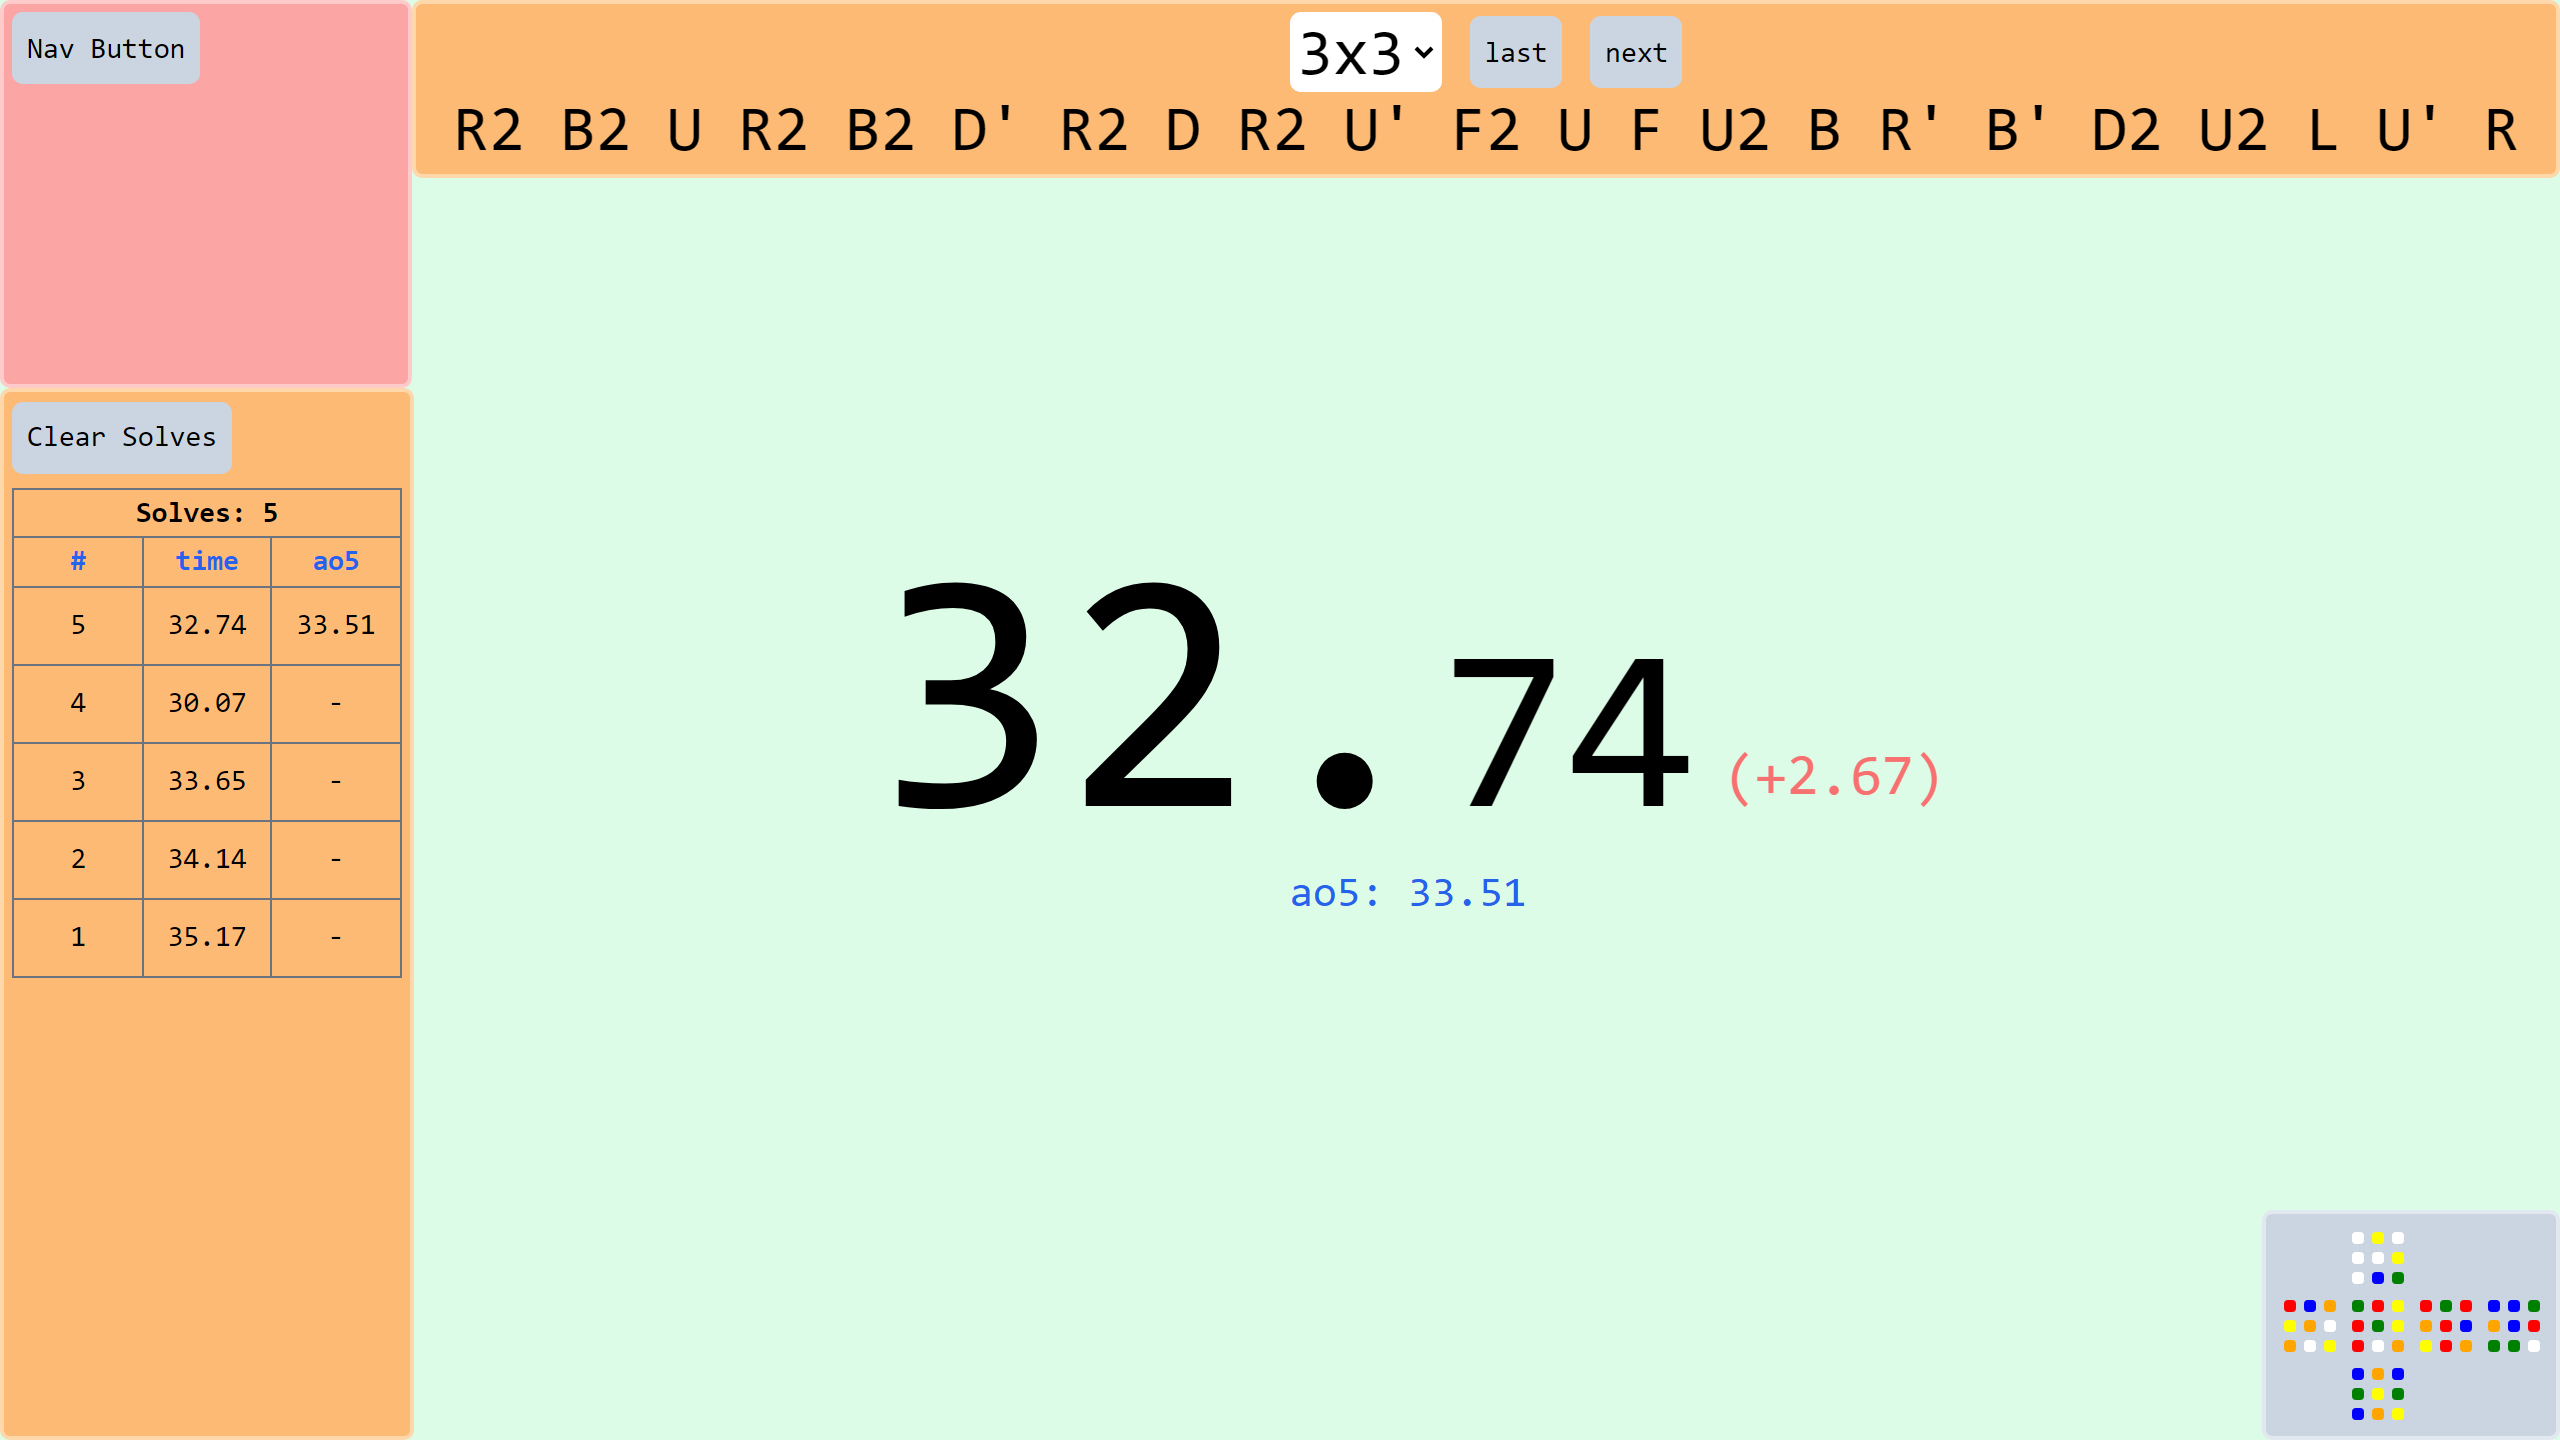 Nav Button
3x3 last next
R2 B2 U R2 B2 D' R2 D R2 U' F2 U F U2 B R' B' D2 U2 L U' R
Clear Solves
Solves: 5
# time ao5
5 32.74 33.51
4 30.07 -
3 33.65 -
2 34.14 -
1 35.17 -
32.74 (+2.67)
ao5: 33.51